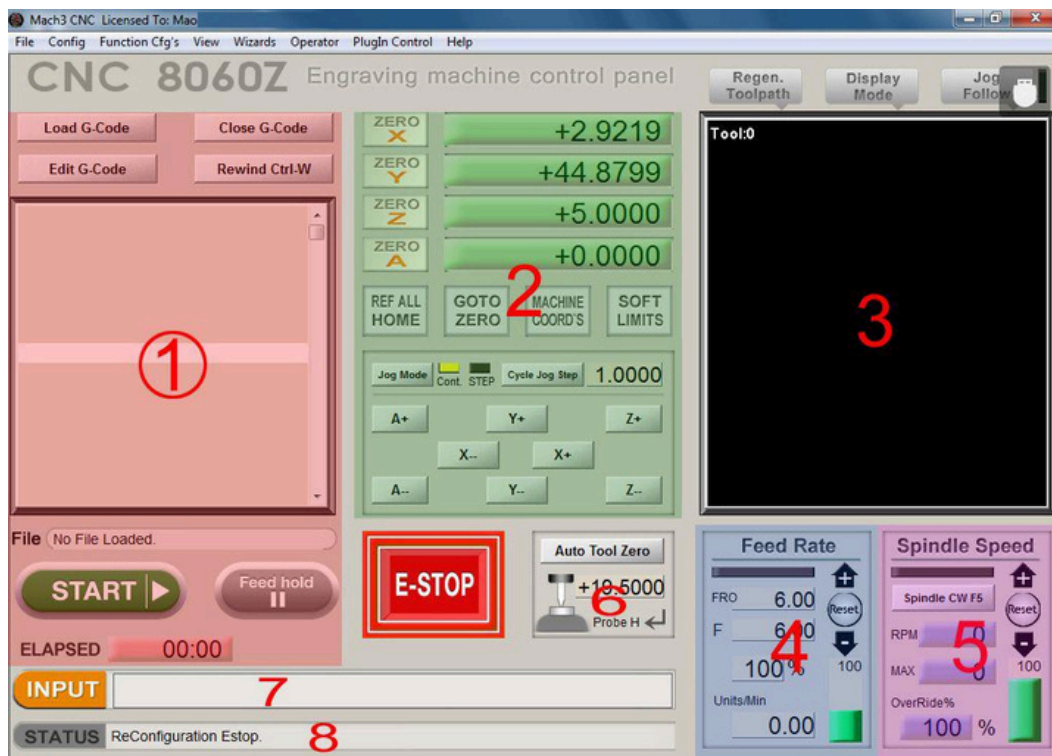 Mach3 CNC Licensed To: Mao
File Config Function Cfg's View Wizards Operator PlugIn Control Help
CNC 8060Z Engraving machine control panel
Regen. Toolpath
Display Mode
Jog Follow
Load G-Code
Close G-Code
Edit G-Code
Rewind Ctrl-W
①
File No File Loaded.
START
Feed hold
ELAPSED 00:00
ZERO X +2.9219
ZERO Y +44.8799
ZERO Z +5.0000
ZERO A +0.0000
2
REF ALL HOME
GOTO ZERO
MACHINE COORD'S
SOFT LIMITS
Jog Mode Cont. STEP Cycle Jog Step 1.0000
A+ Y+ Z+
X-- X+
A-- Y-- Z--
Tool:0
3
E-STOP
Auto Tool Zero
+19.5000
6
Probe H
Feed Rate
FRO 6.00
Reset
F 6.00
4
100 % 100
Units/Min
0.00
Spindle Speed
Spindle CW F5
Reset
RPM 0
5
MAX 0 100
OverRide%
100 %
INPUT 7
STATUS ReConfiguration Estop. 8